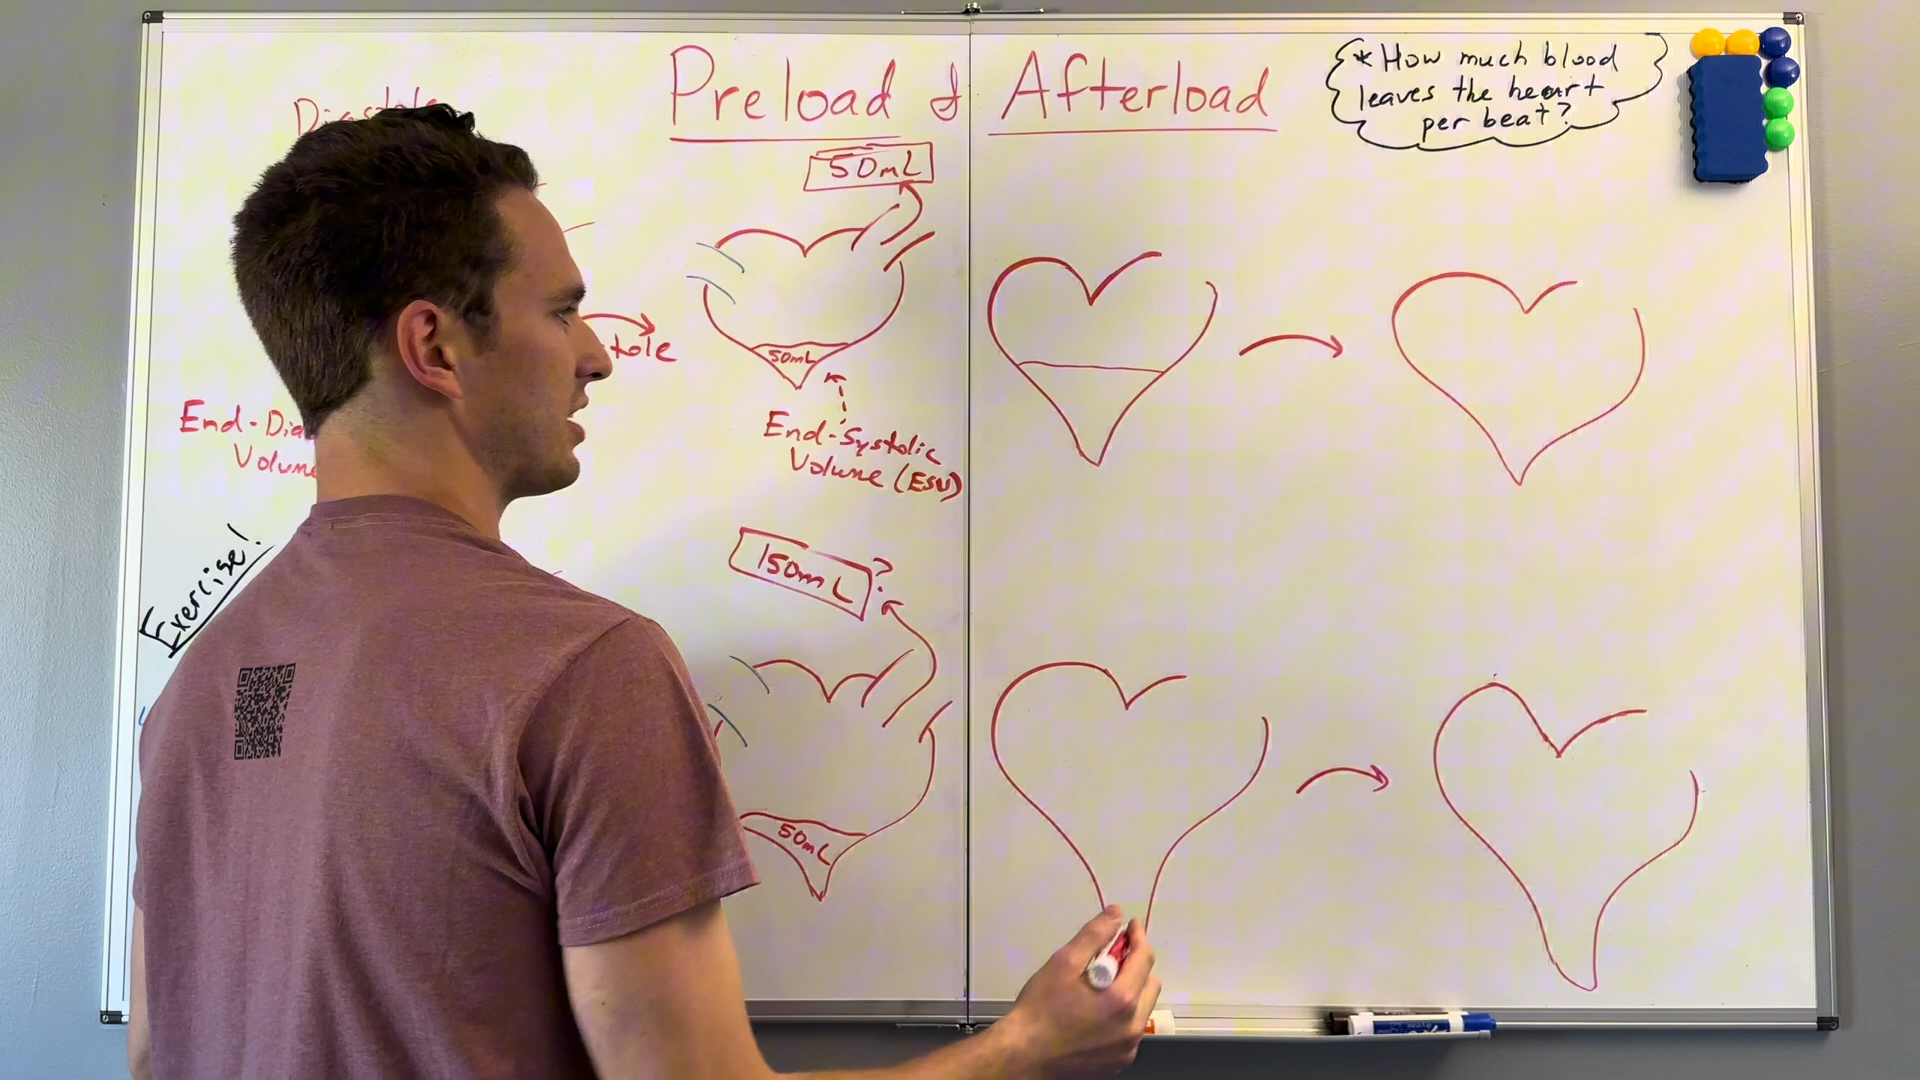 Preload & Afterload
* How much blood
leaves the heart
per beat?
Diastole
50mL
50mL
End-Systolic
Volume (ESV)
End-Dia
Volume
Exercise!
150mL ?
50mL